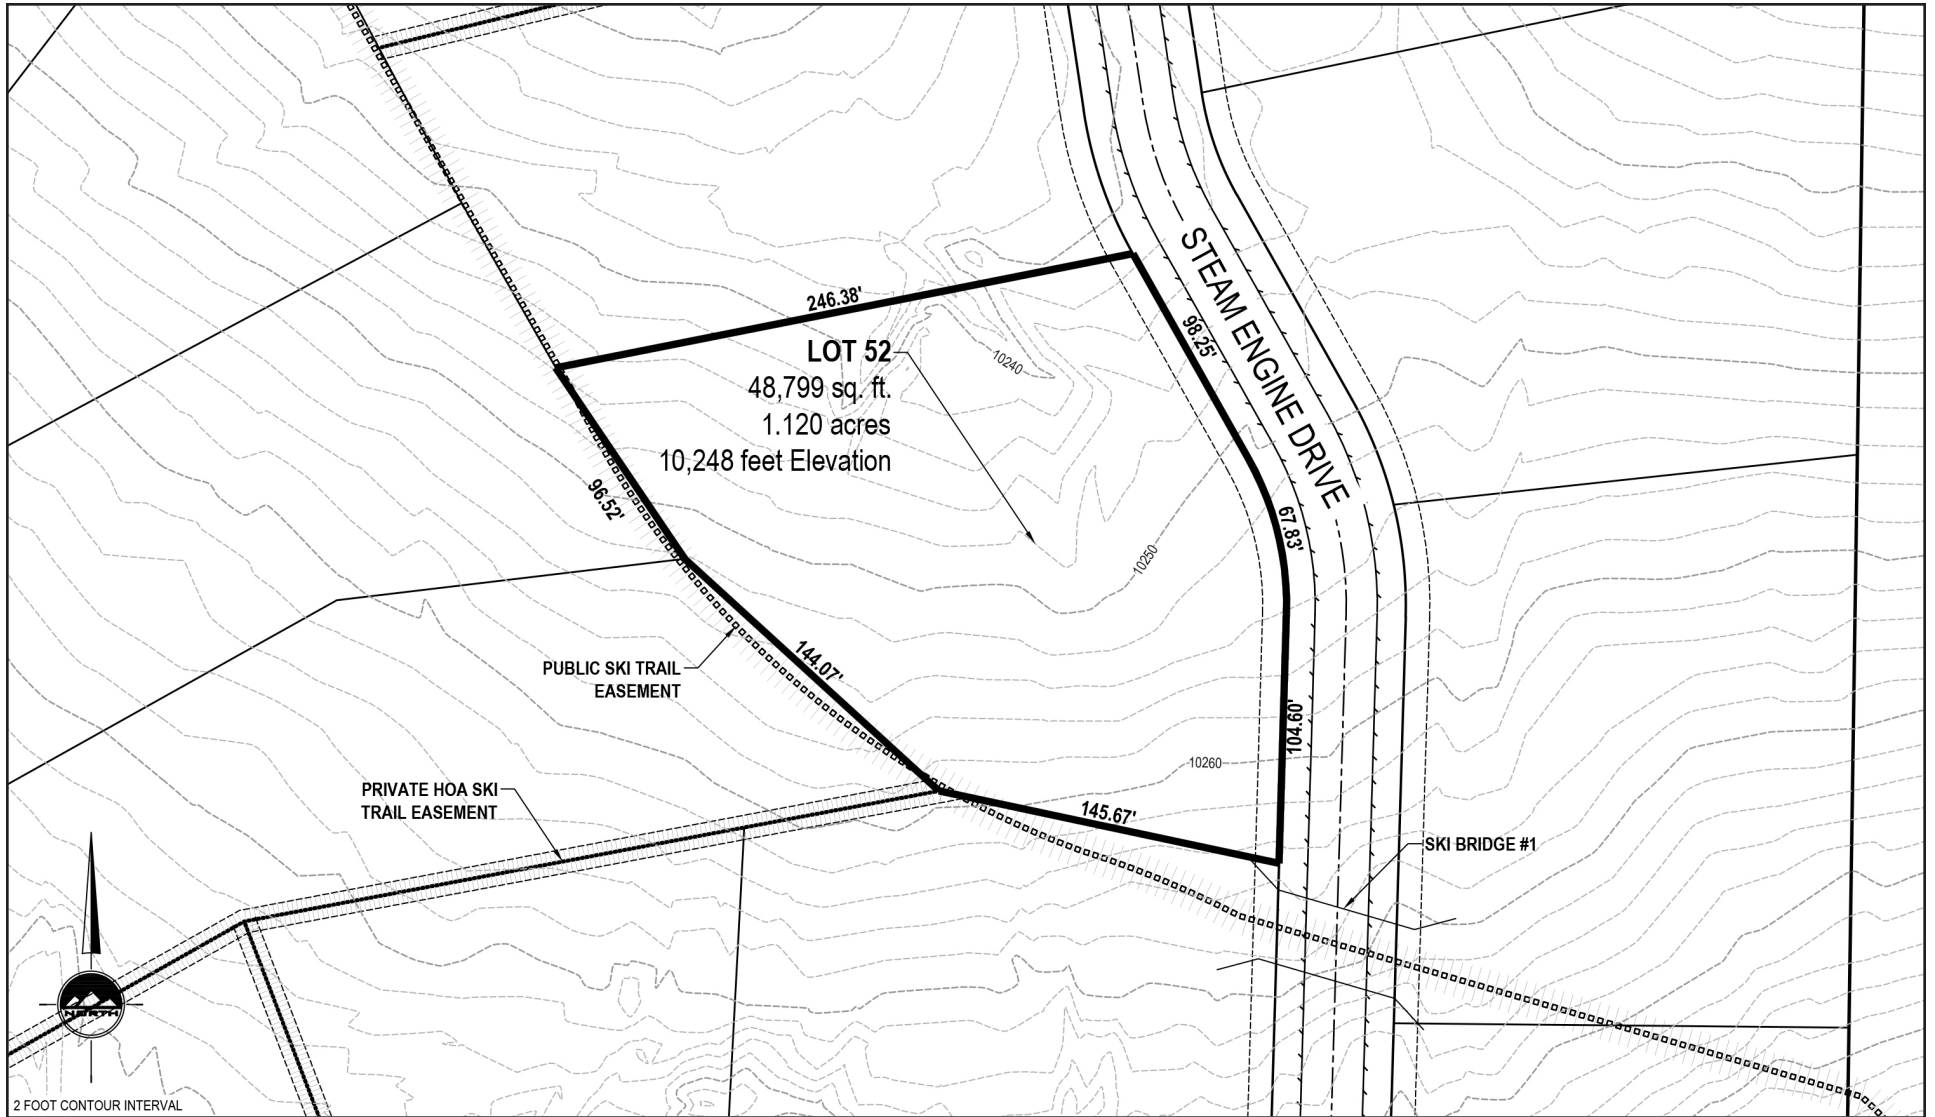 STEAM ENGINE DRIVE
246.38'
98.25'
LOT 52
48,799 sq. ft.
1.120 acres
10,248 feet Elevation
10240
96.52'
67.83'
10250
144.07'
PUBLIC SKI TRAIL
EASEMENT
104.60'
10260
PRIVATE HOA SKI
TRAIL EASEMENT
145.67'
SKI BRIDGE #1
NORTH
2 FOOT CONTOUR INTERVAL